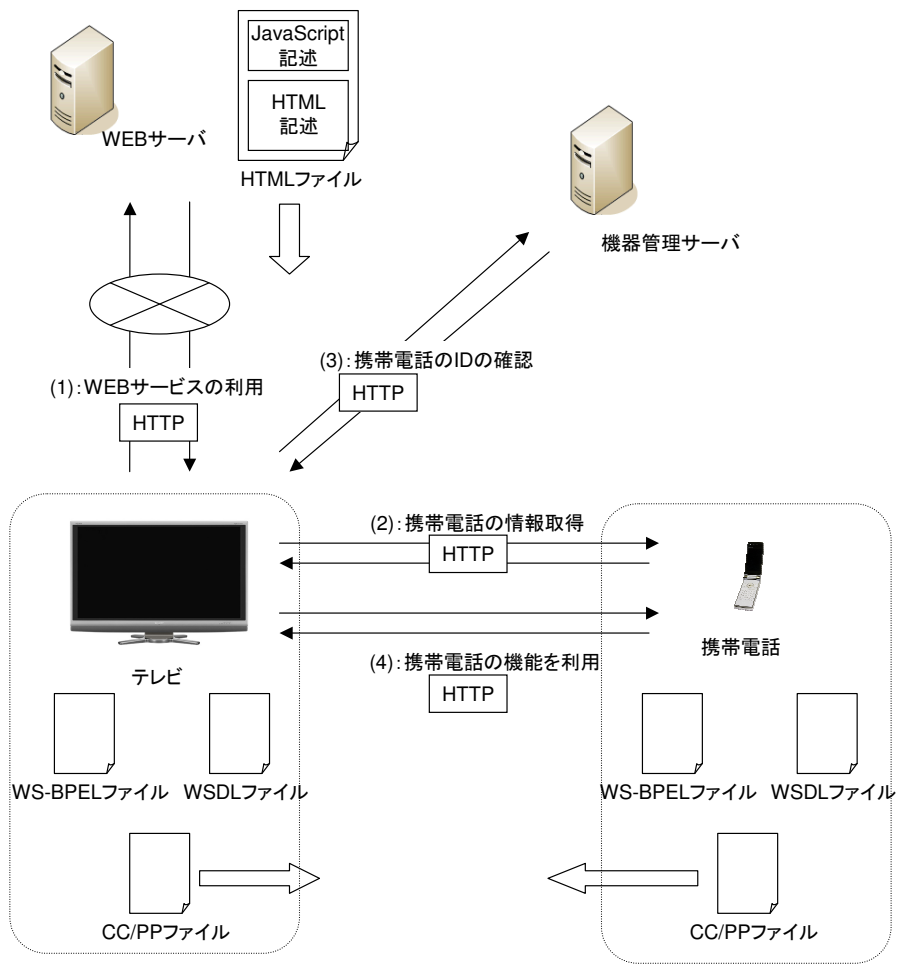 JavaScript
記述
HTML
記述
WEBサーバ
HTMLファイル
機器管理サーバ
(3):携帯電話のIDの確認
HTTP
(1):WEBサービスの利用
HTTP
(2):携帯電話の情報取得
HTTP
携帯電話
テレビ
(4):携帯電話の機能を利用
HTTP
WS-BPELファイル
WSDLファイル
WS-BPELファイル
WSDLファイル
CC/PPファイル
CC/PPファイル